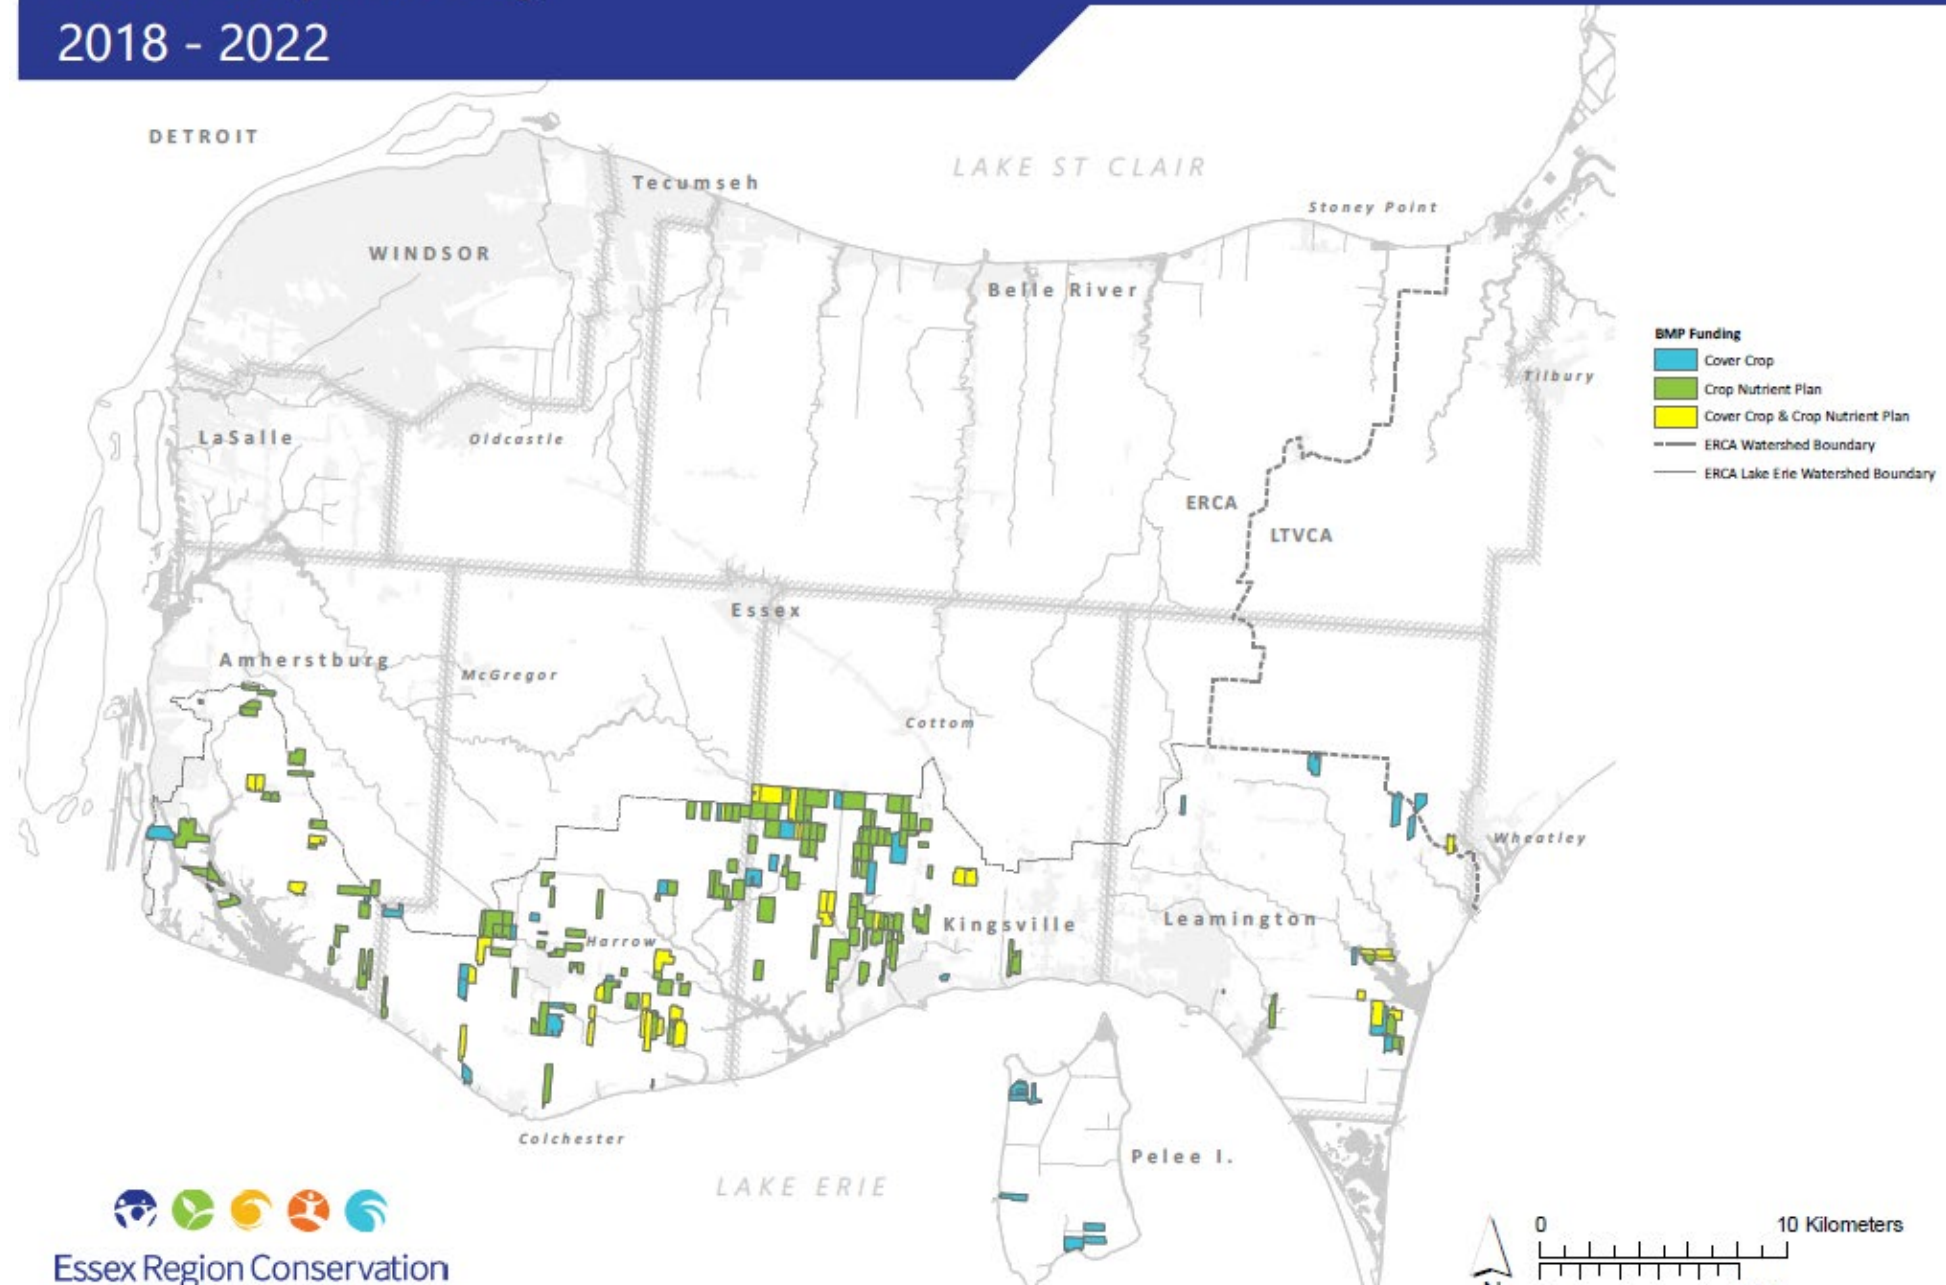 2018 - 2022
DETROIT
LAKE ST CLAIR
Tecumseh
Stoney Point
WINDSOR
Belle River
BMP Funding
Cover Crop
Crop Nutrient Plan
Cover Crop & Crop Nutrient Plan
ERCA Watershed Boundary
ERCA Lake Erie Watershed Boundary
Tilbury
LaSalle
Oldcastle
ERCA
LTVCA
Essex
Amherstburg
McGregor
Cottom
Wheatley
Harrow
Kingsville
Leamington
Colchester
Pelee I.
LAKE ERIE
0 10 Kilometers
Essex Region Conservation